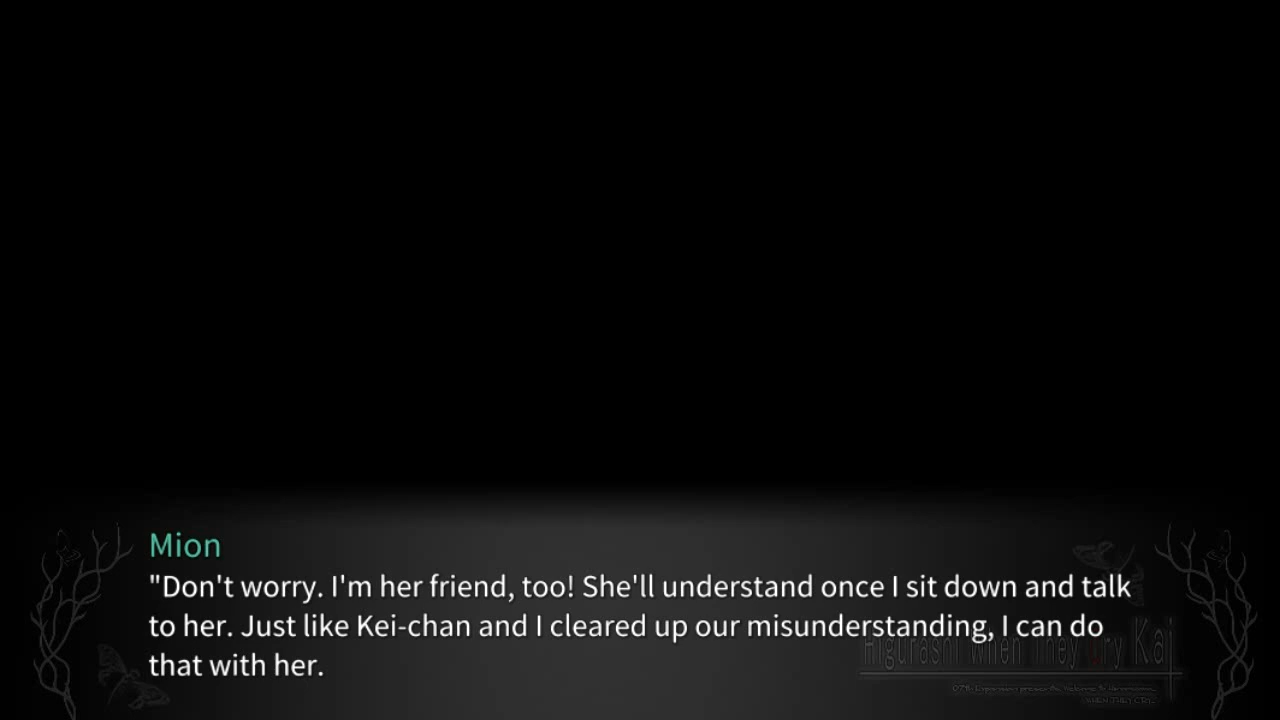 Mion
"Don't worry. I'm her friend, too! She'll understand once I sit down and talk
to her. Just like Kei-chan and I cleared up our misunderstanding, I can do
that with her.
Higurashi When They Cry Kai